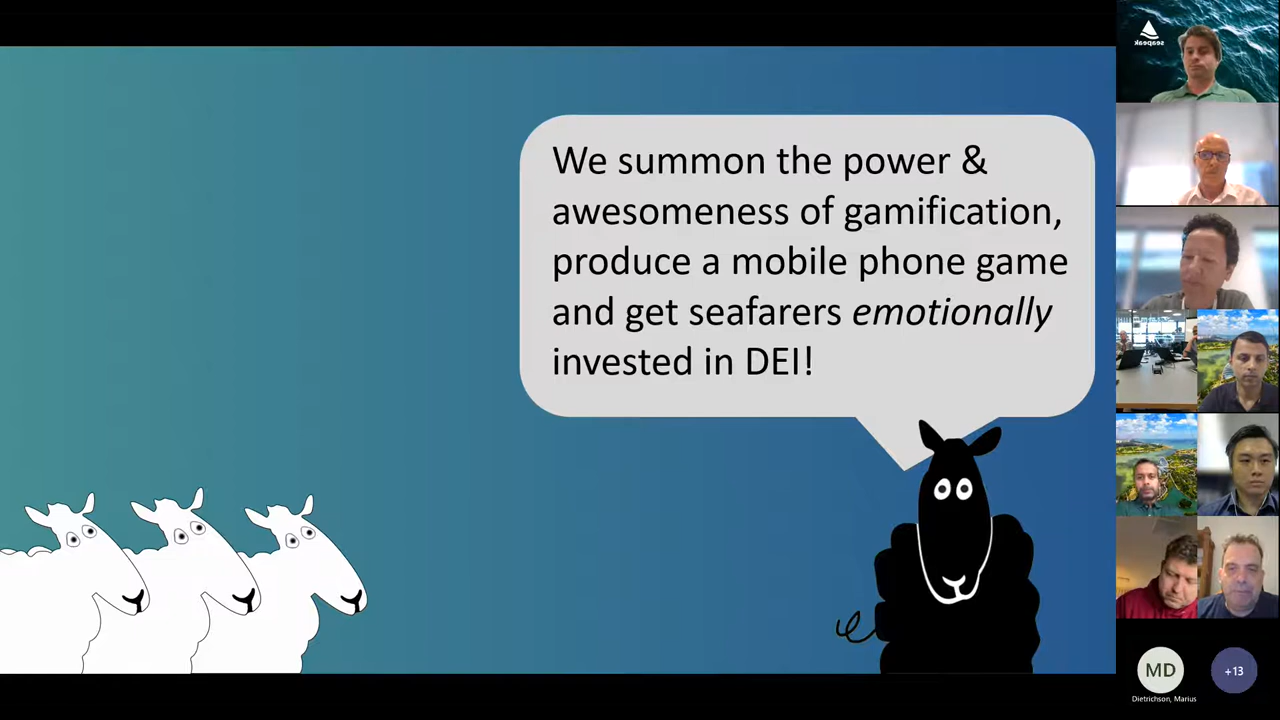 We summon the power &
awesomeness of gamification,
produce a mobile phone game
and get seafarers emotionally
invested in DEI!
seapeak
MD
+13
Dietrichson, Marius